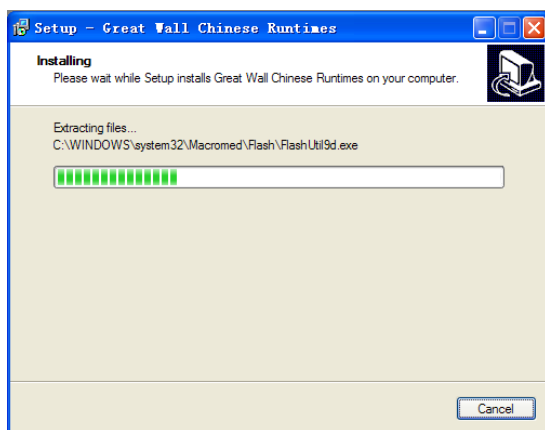 Setup - Great Wall Chinese Runtimes
Installing
Please wait while Setup installs Great Wall Chinese Runtimes on your computer.
Extracting files...
C:\WINDOWS\system32\Macromed\Flash\FlashUtil9d.exe
Cancel